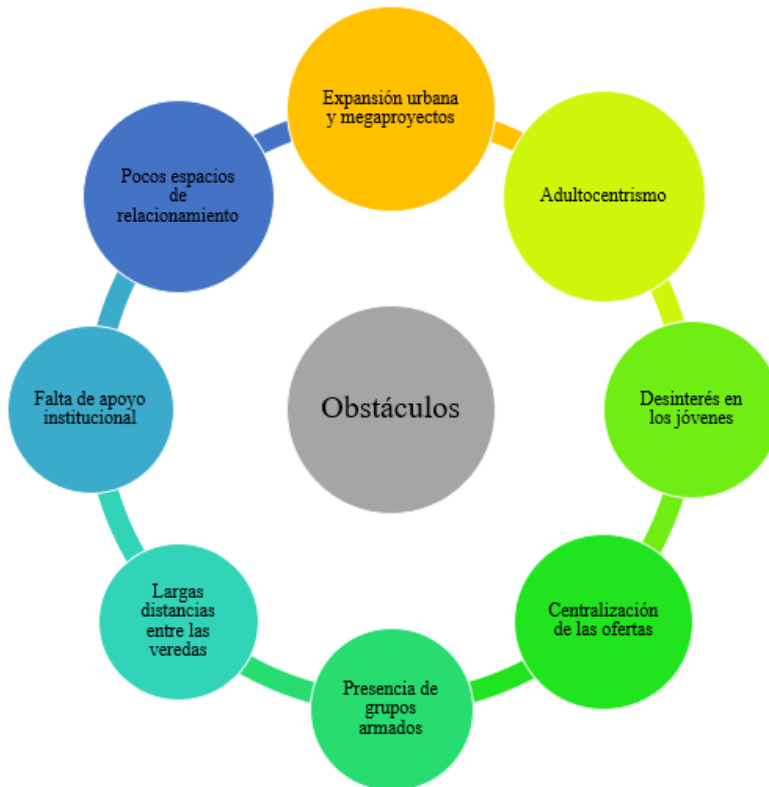 Expansión urbana
y megaproyectos
Adultocentrismo
Desinterés en
los jóvenes
Centralización
de las ofertas
Presencia de
grupos
armados
Largas
distancias
entre las
veredas
Falta de apoyo
institucional
Pocos espacios
de
relacionamiento
Obstáculos